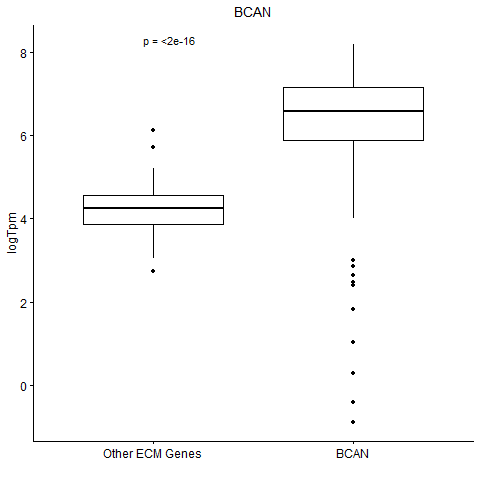 BCAN
p = <2e-16
logTpm
8
6
4
2
0
Other ECM Genes
BCAN